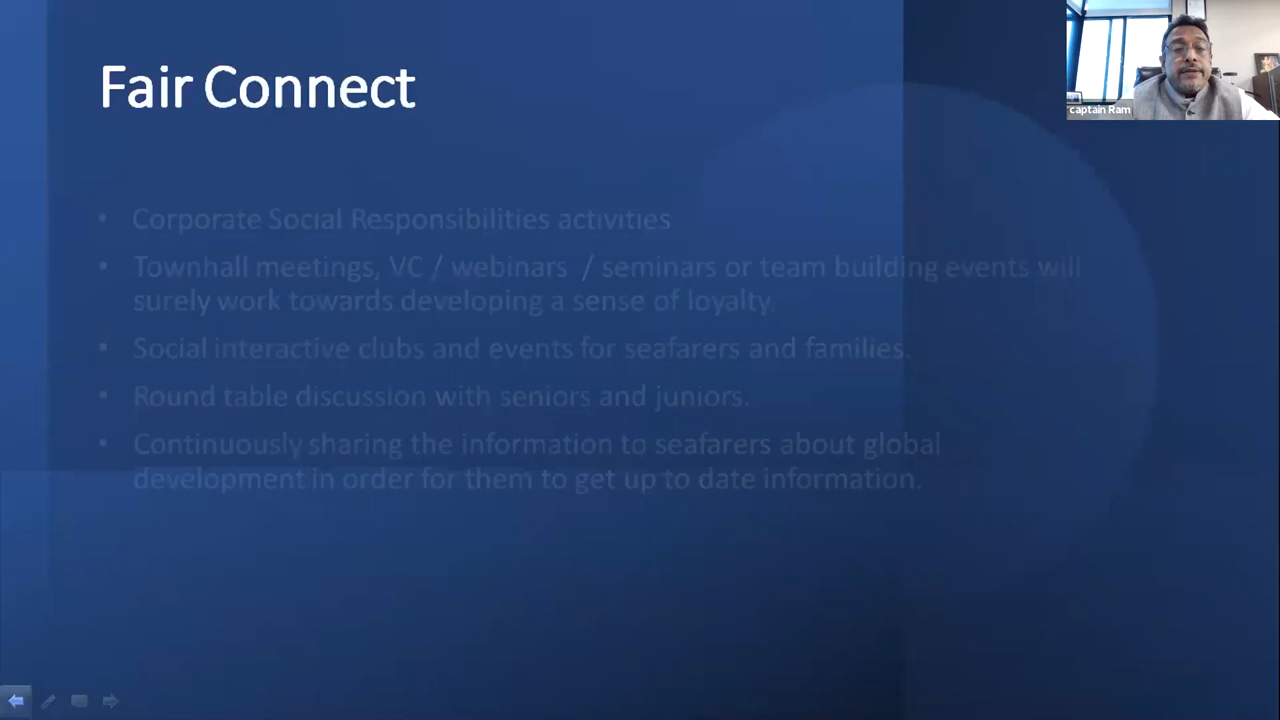 Fair Connect
captain Ram
• Corporate Social Responsibilities activities
• Townhall meetings, VC / webinars / seminars or team building events will
surely work towards developing a sense of loyalty.
• Social interactive clubs and events for seafarers and families.
• Round table discussion with seniors and juniors.
• Continuously sharing the information to seafarers about global
development in order for them to get up to date information.